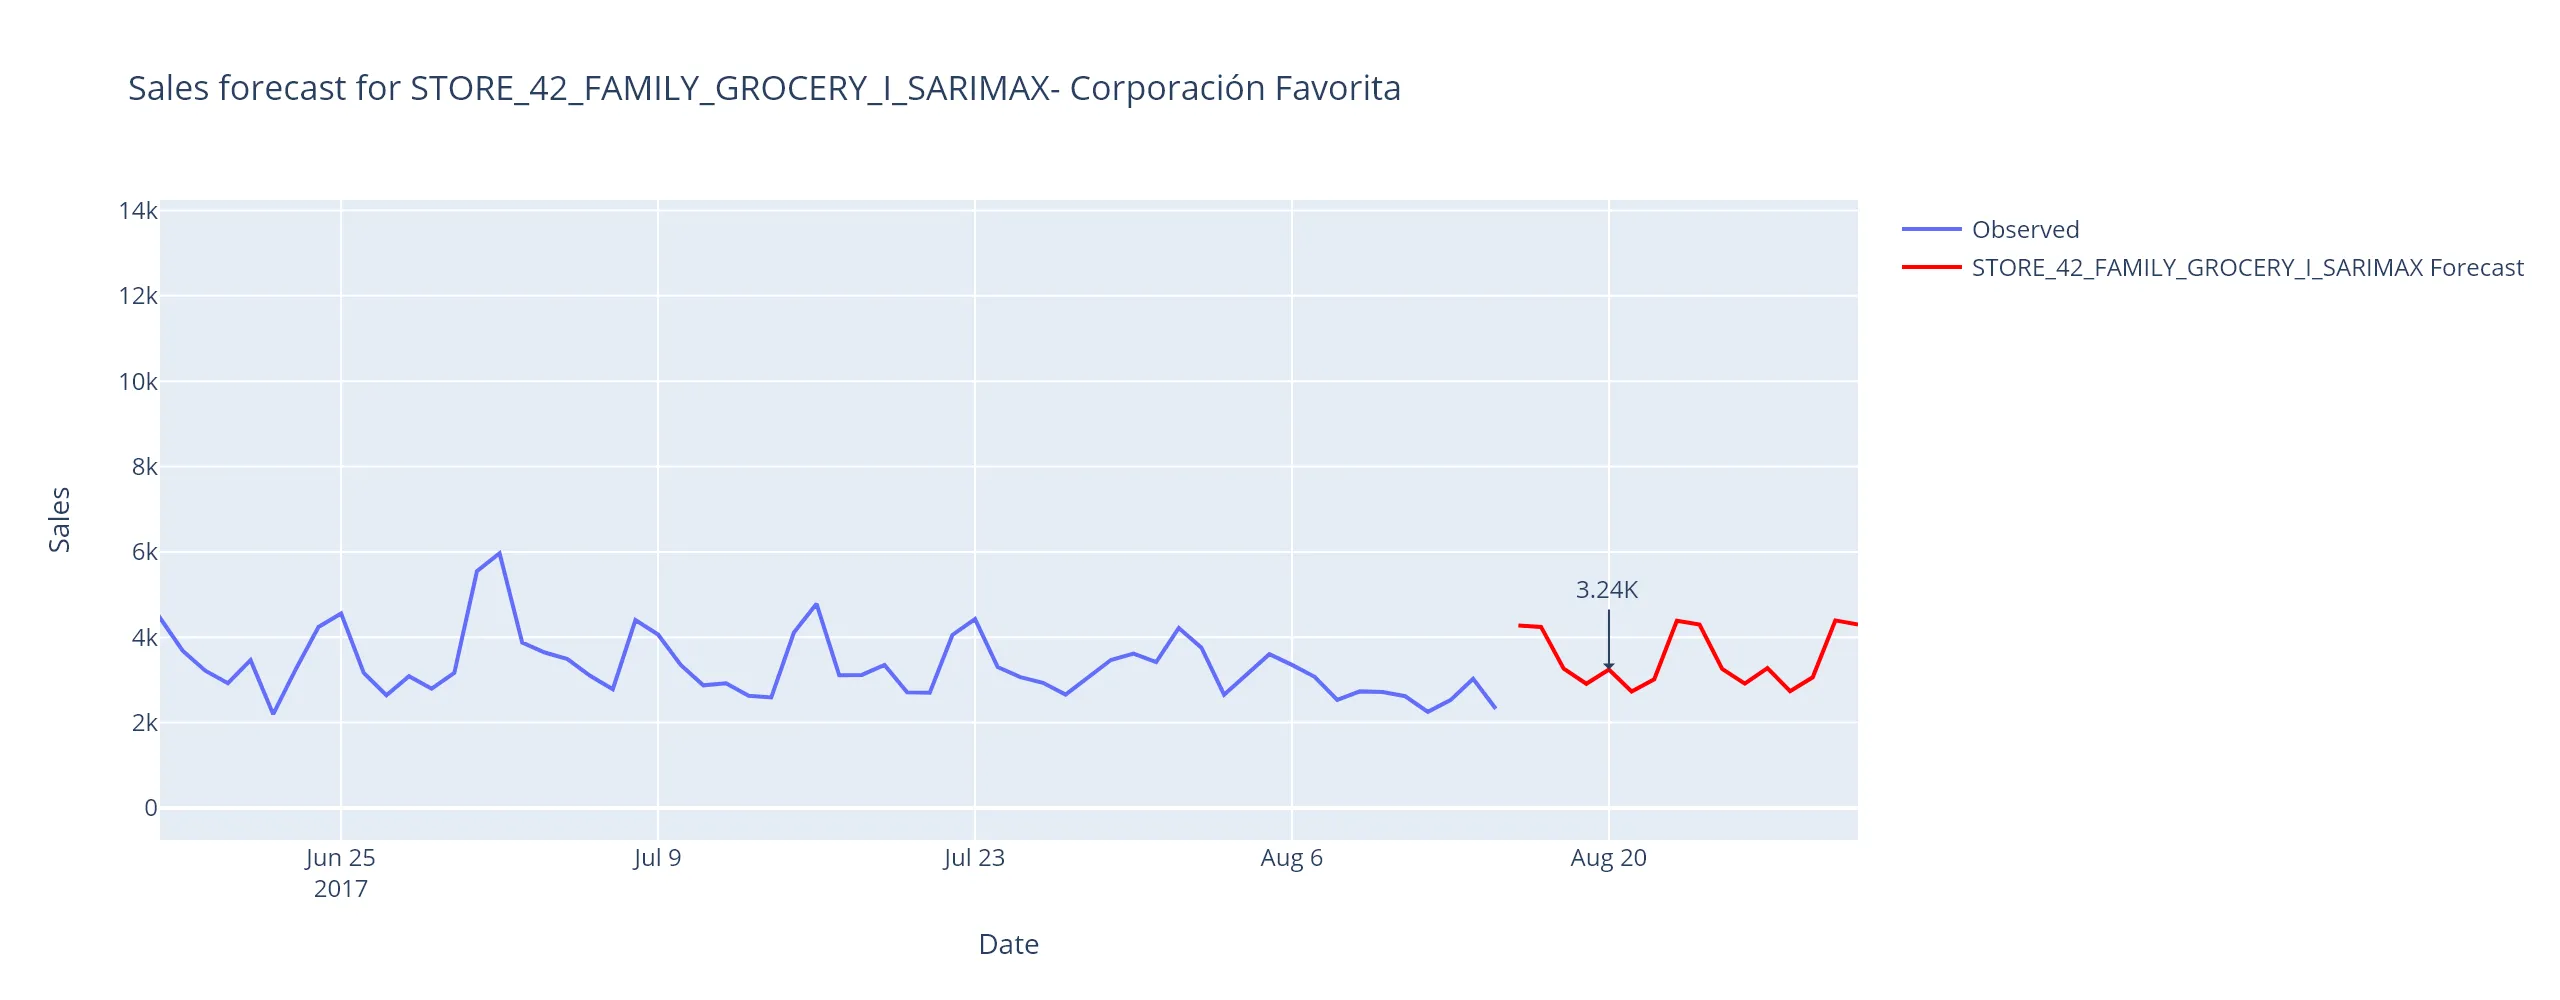 Sales forecast for STORE_42_FAMILY_GROCERY_I_SARIMAX- Corporación Favorita
14k
12k
10k
8k
6k
4k
2k
0
Sales
3.24K
Jun 25
2017
Jul 9
Jul 23
Aug 6
Aug 20
Date
Observed
STORE_42_FAMILY_GROCERY_I_SARIMAX Forecast